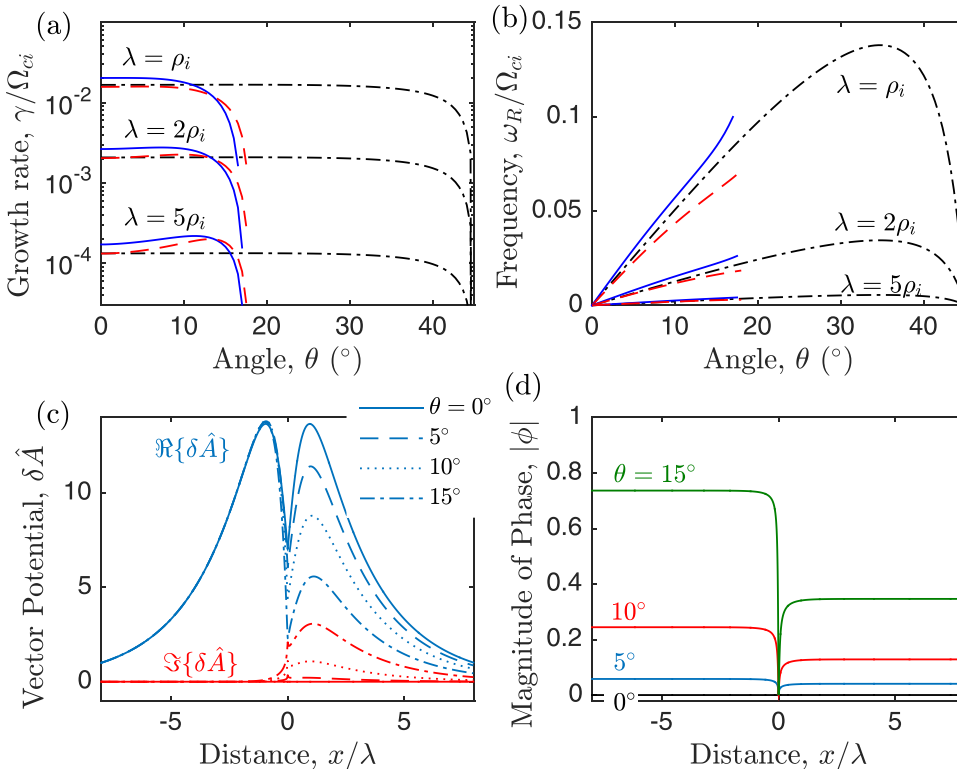 (a)
Growth rate, γ/Ω_ci
10^-2
10^-3
10^-4
λ = ρ_i
λ = 2ρ_i
λ = 5ρ_i
0 10 20 30 40
Angle, θ (°)
(b)
Frequency, ω_R/Ω_ci
0.15
0.1
0.05
0
λ = ρ_i
λ = 2ρ_i
λ = 5ρ_i
0 10 20 30 40
Angle, θ (°)
(c)
Vector Potential, δÂ
10
5
0
ℜ{δÂ}
ℑ{δÂ}
θ = 0°
5°
10°
15°
-5 0 5
Distance, x/λ
(d)
Magnitude of Phase, |ϕ|
1
0.8
0.6
0.4
0.2
0
θ = 15°
10°
5°
0°
-5 0 5
Distance, x/λ